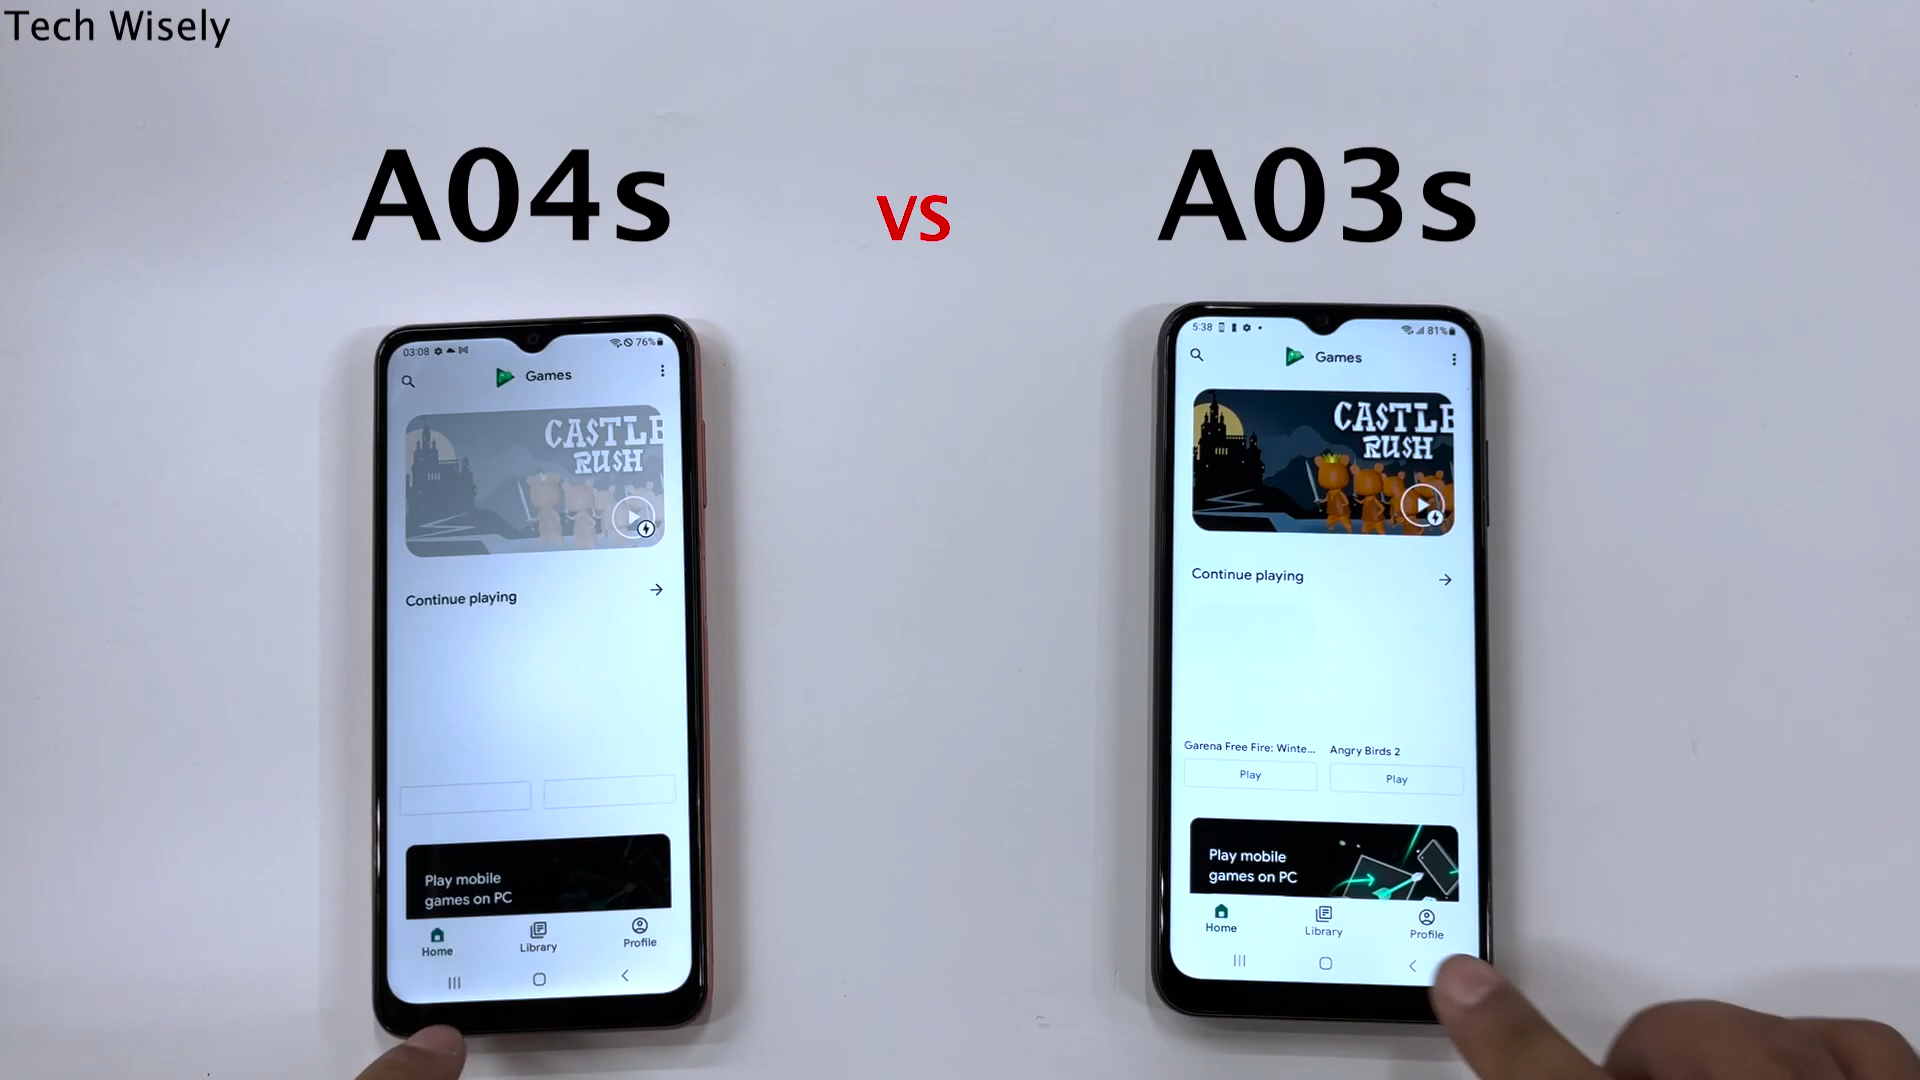 Tech Wisely
A04s
vs
A03s
03:08
76%
Games
CASTLE
RUSH
Continue playing
Play mobile
games on PC
Home
Library
Profile
5:38
81%
Games
CASTLE
RUSH
Continue playing
Garena Free Fire: Winte...
Angry Birds 2
Play
Play
Play mobile
games on PC
Home
Library
Profile